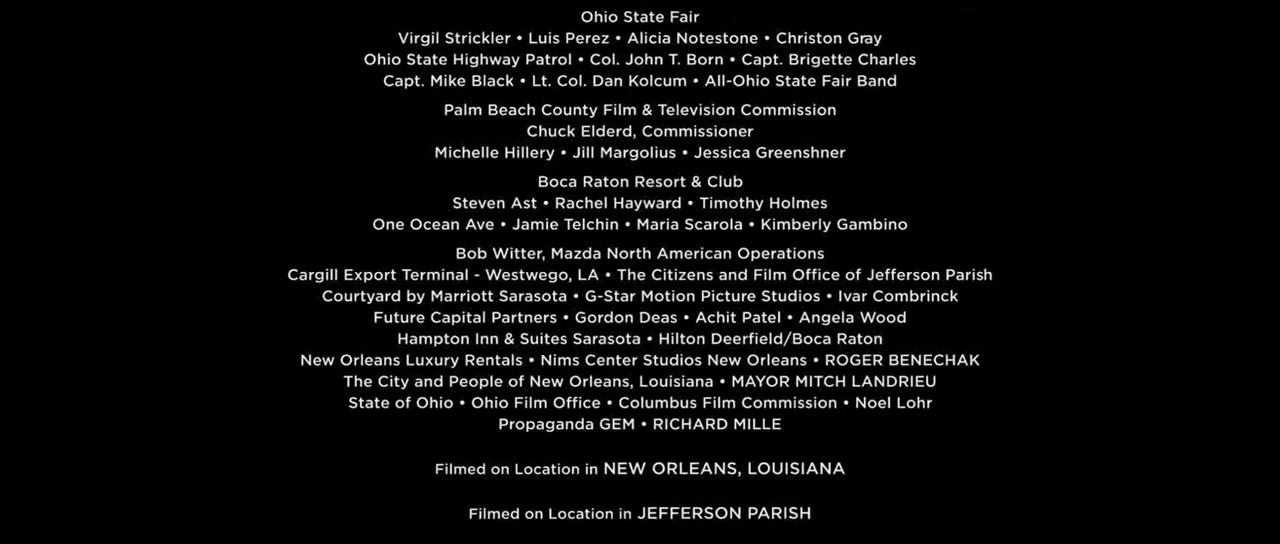 Ohio State Fair
Virgil Strickler • Luis Perez • Alicia Notestone • Christon Gray
Ohio State Highway Patrol • Col. John T. Born • Capt. Brigette Charles
Capt. Mike Black • Lt. Col. Dan Kolcum • All-Ohio State Fair Band
Palm Beach County Film & Television Commission
Chuck Elderd, Commissioner
Michelle Hillery • Jill Margolius • Jessica Greenshner
Boca Raton Resort & Club
Steven Ast • Rachel Hayward • Timothy Holmes
One Ocean Ave • Jamie Telchin • Maria Scarola • Kimberly Gambino
Bob Witter, Mazda North American Operations
Cargill Export Terminal - Westwego, LA • The Citizens and Film Office of Jefferson Parish
Courtyard by Marriott Sarasota • G-Star Motion Picture Studios • Ivar Combrinck
Future Capital Partners • Gordon Deas • Achit Patel • Angela Wood
Hampton Inn & Suites Sarasota • Hilton Deerfield/Boca Raton
New Orleans Luxury Rentals • Nims Center Studios New Orleans • ROGER BENECHAK
The City and People of New Orleans, Louisiana • MAYOR MITCH LANDRIEU
State of Ohio • Ohio Film Office • Columbus Film Commission • Noel Lohr
Propaganda GEM • RICHARD MILLE
Filmed on Location in NEW ORLEANS, LOUISIANA
Filmed on Location in JEFFERSON PARISH